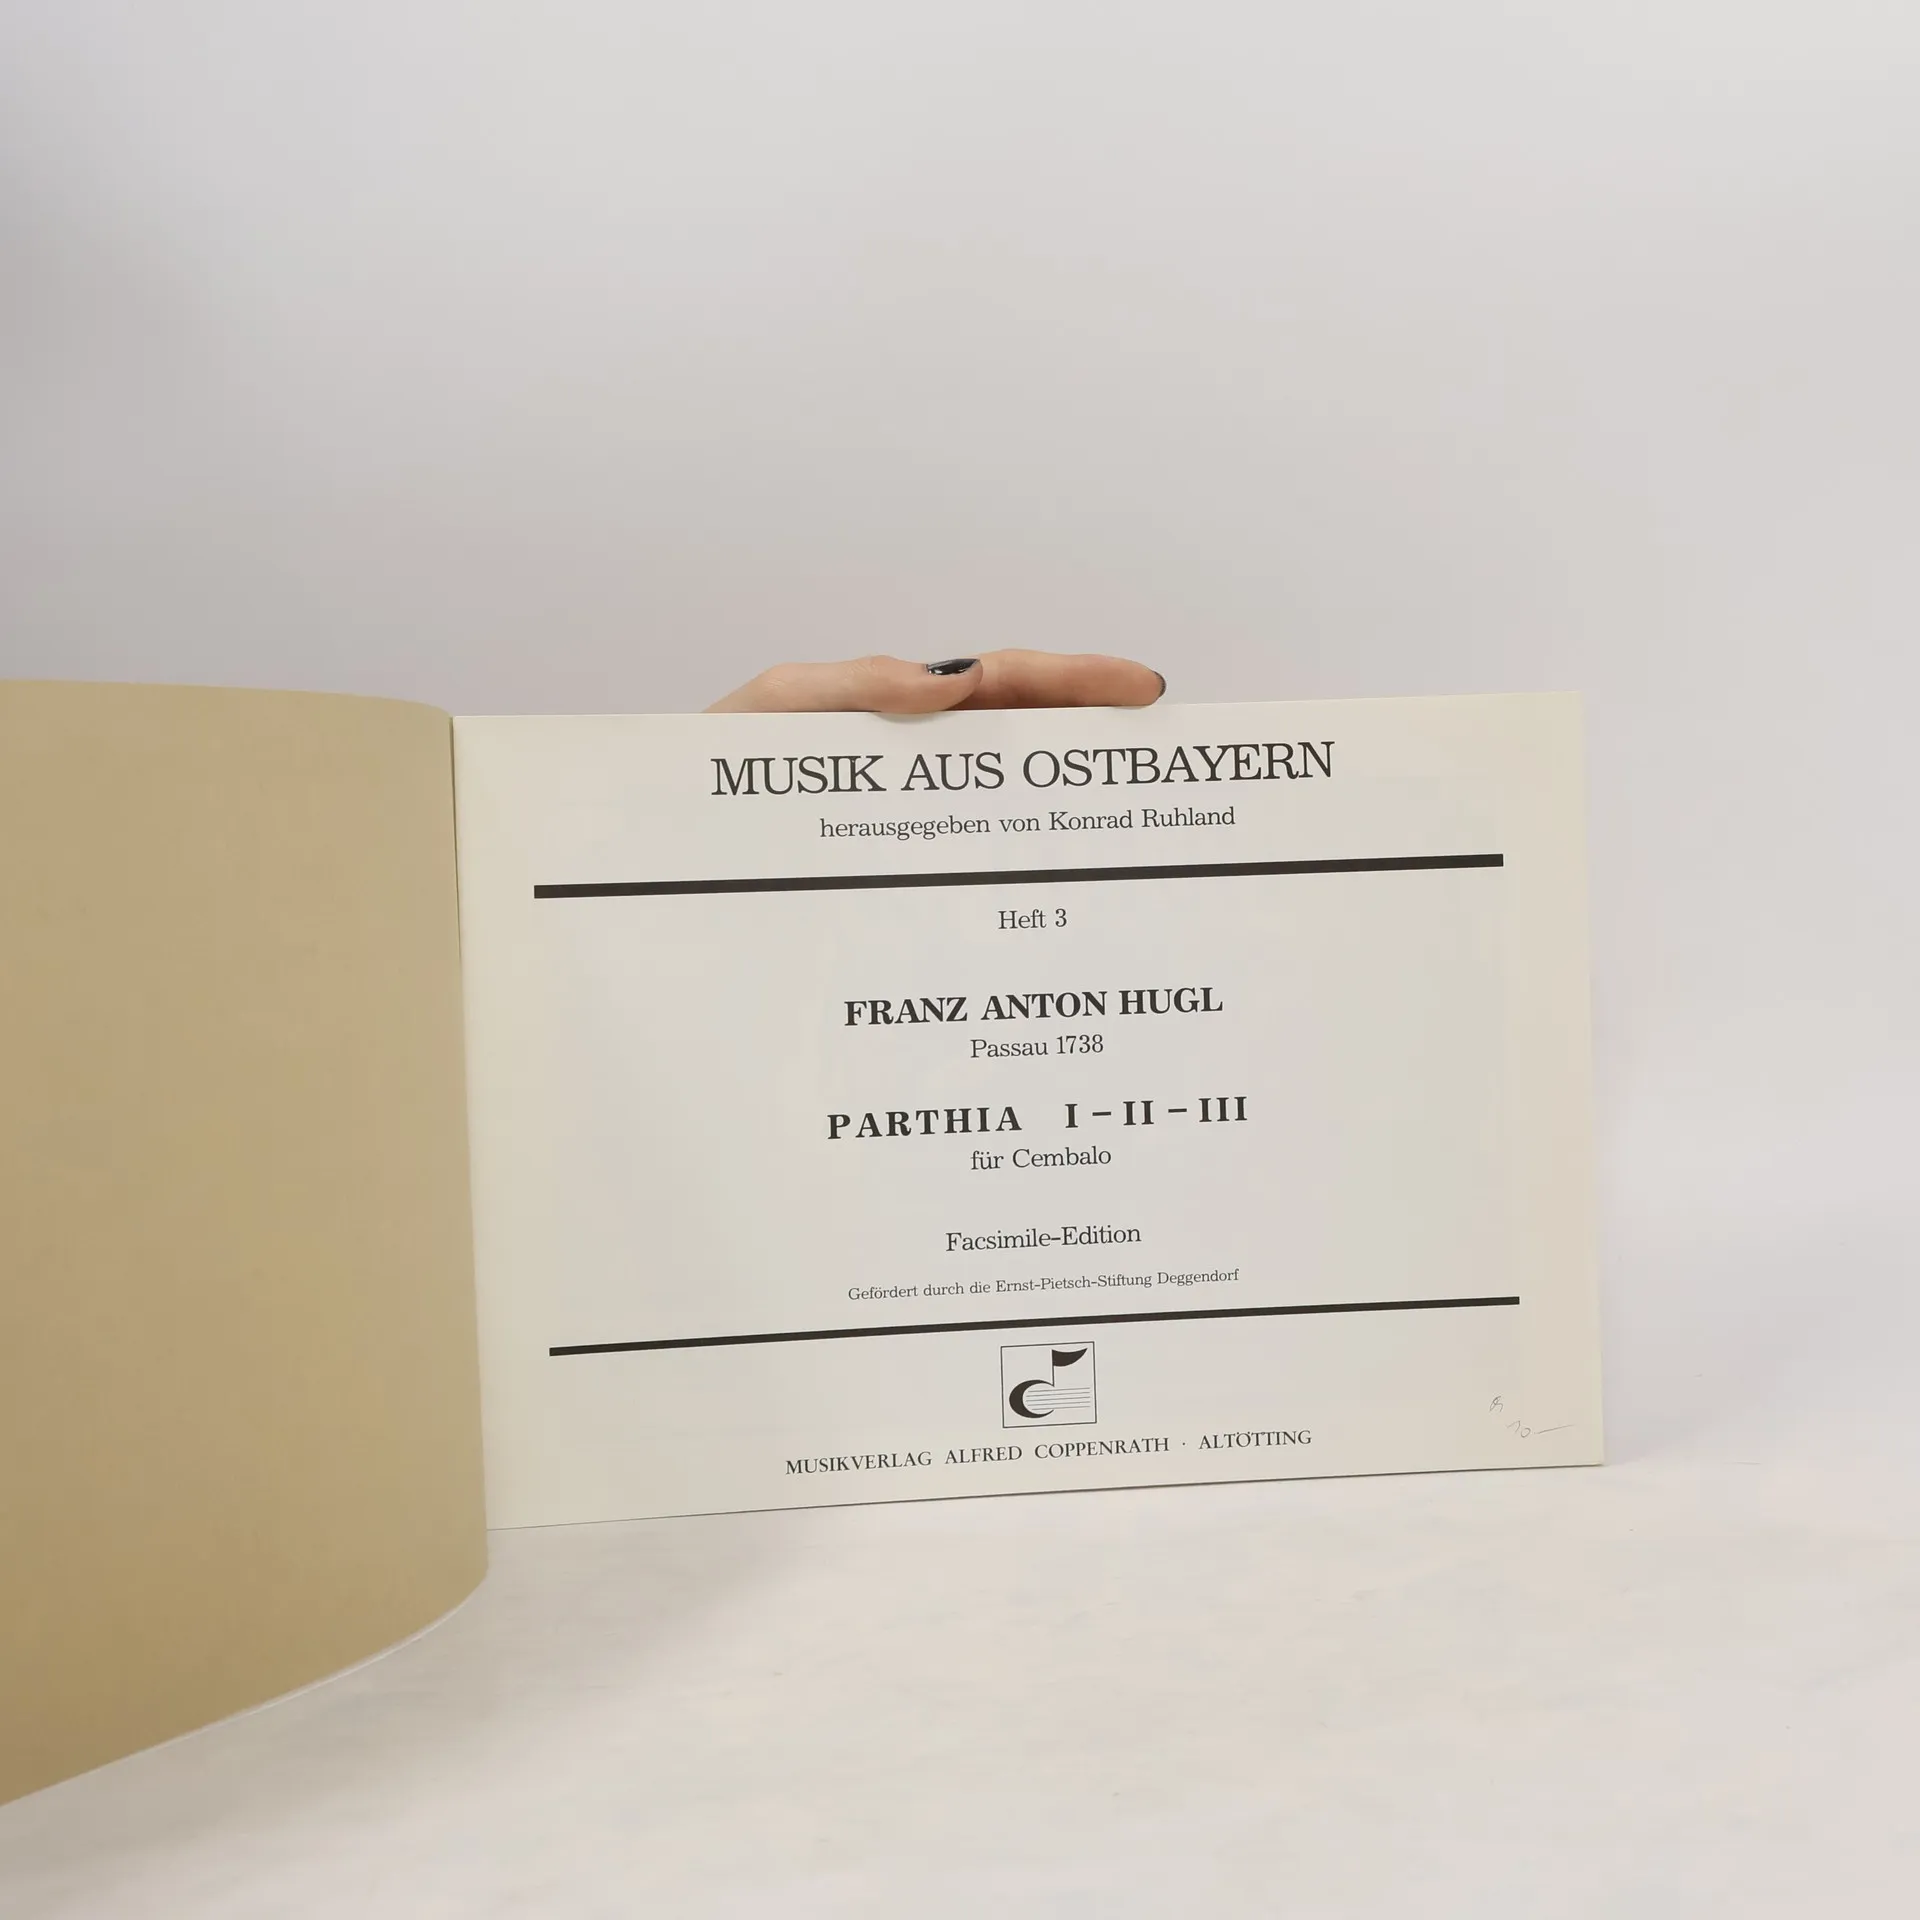 MUSIK AUS OSTBAYERN
herausgegeben von Konrad Ruhland
Heft 3
FRANZ ANTON HUGL
Passau 1738
PARTHIA I – II – III
für Cembalo
Facsimile-Edition
Gefördert durch die Ernst-Pietsch-Stiftung Deggendorf
MUSIKVERLAG ALFRED COPPENRATH · ALTÖTTING